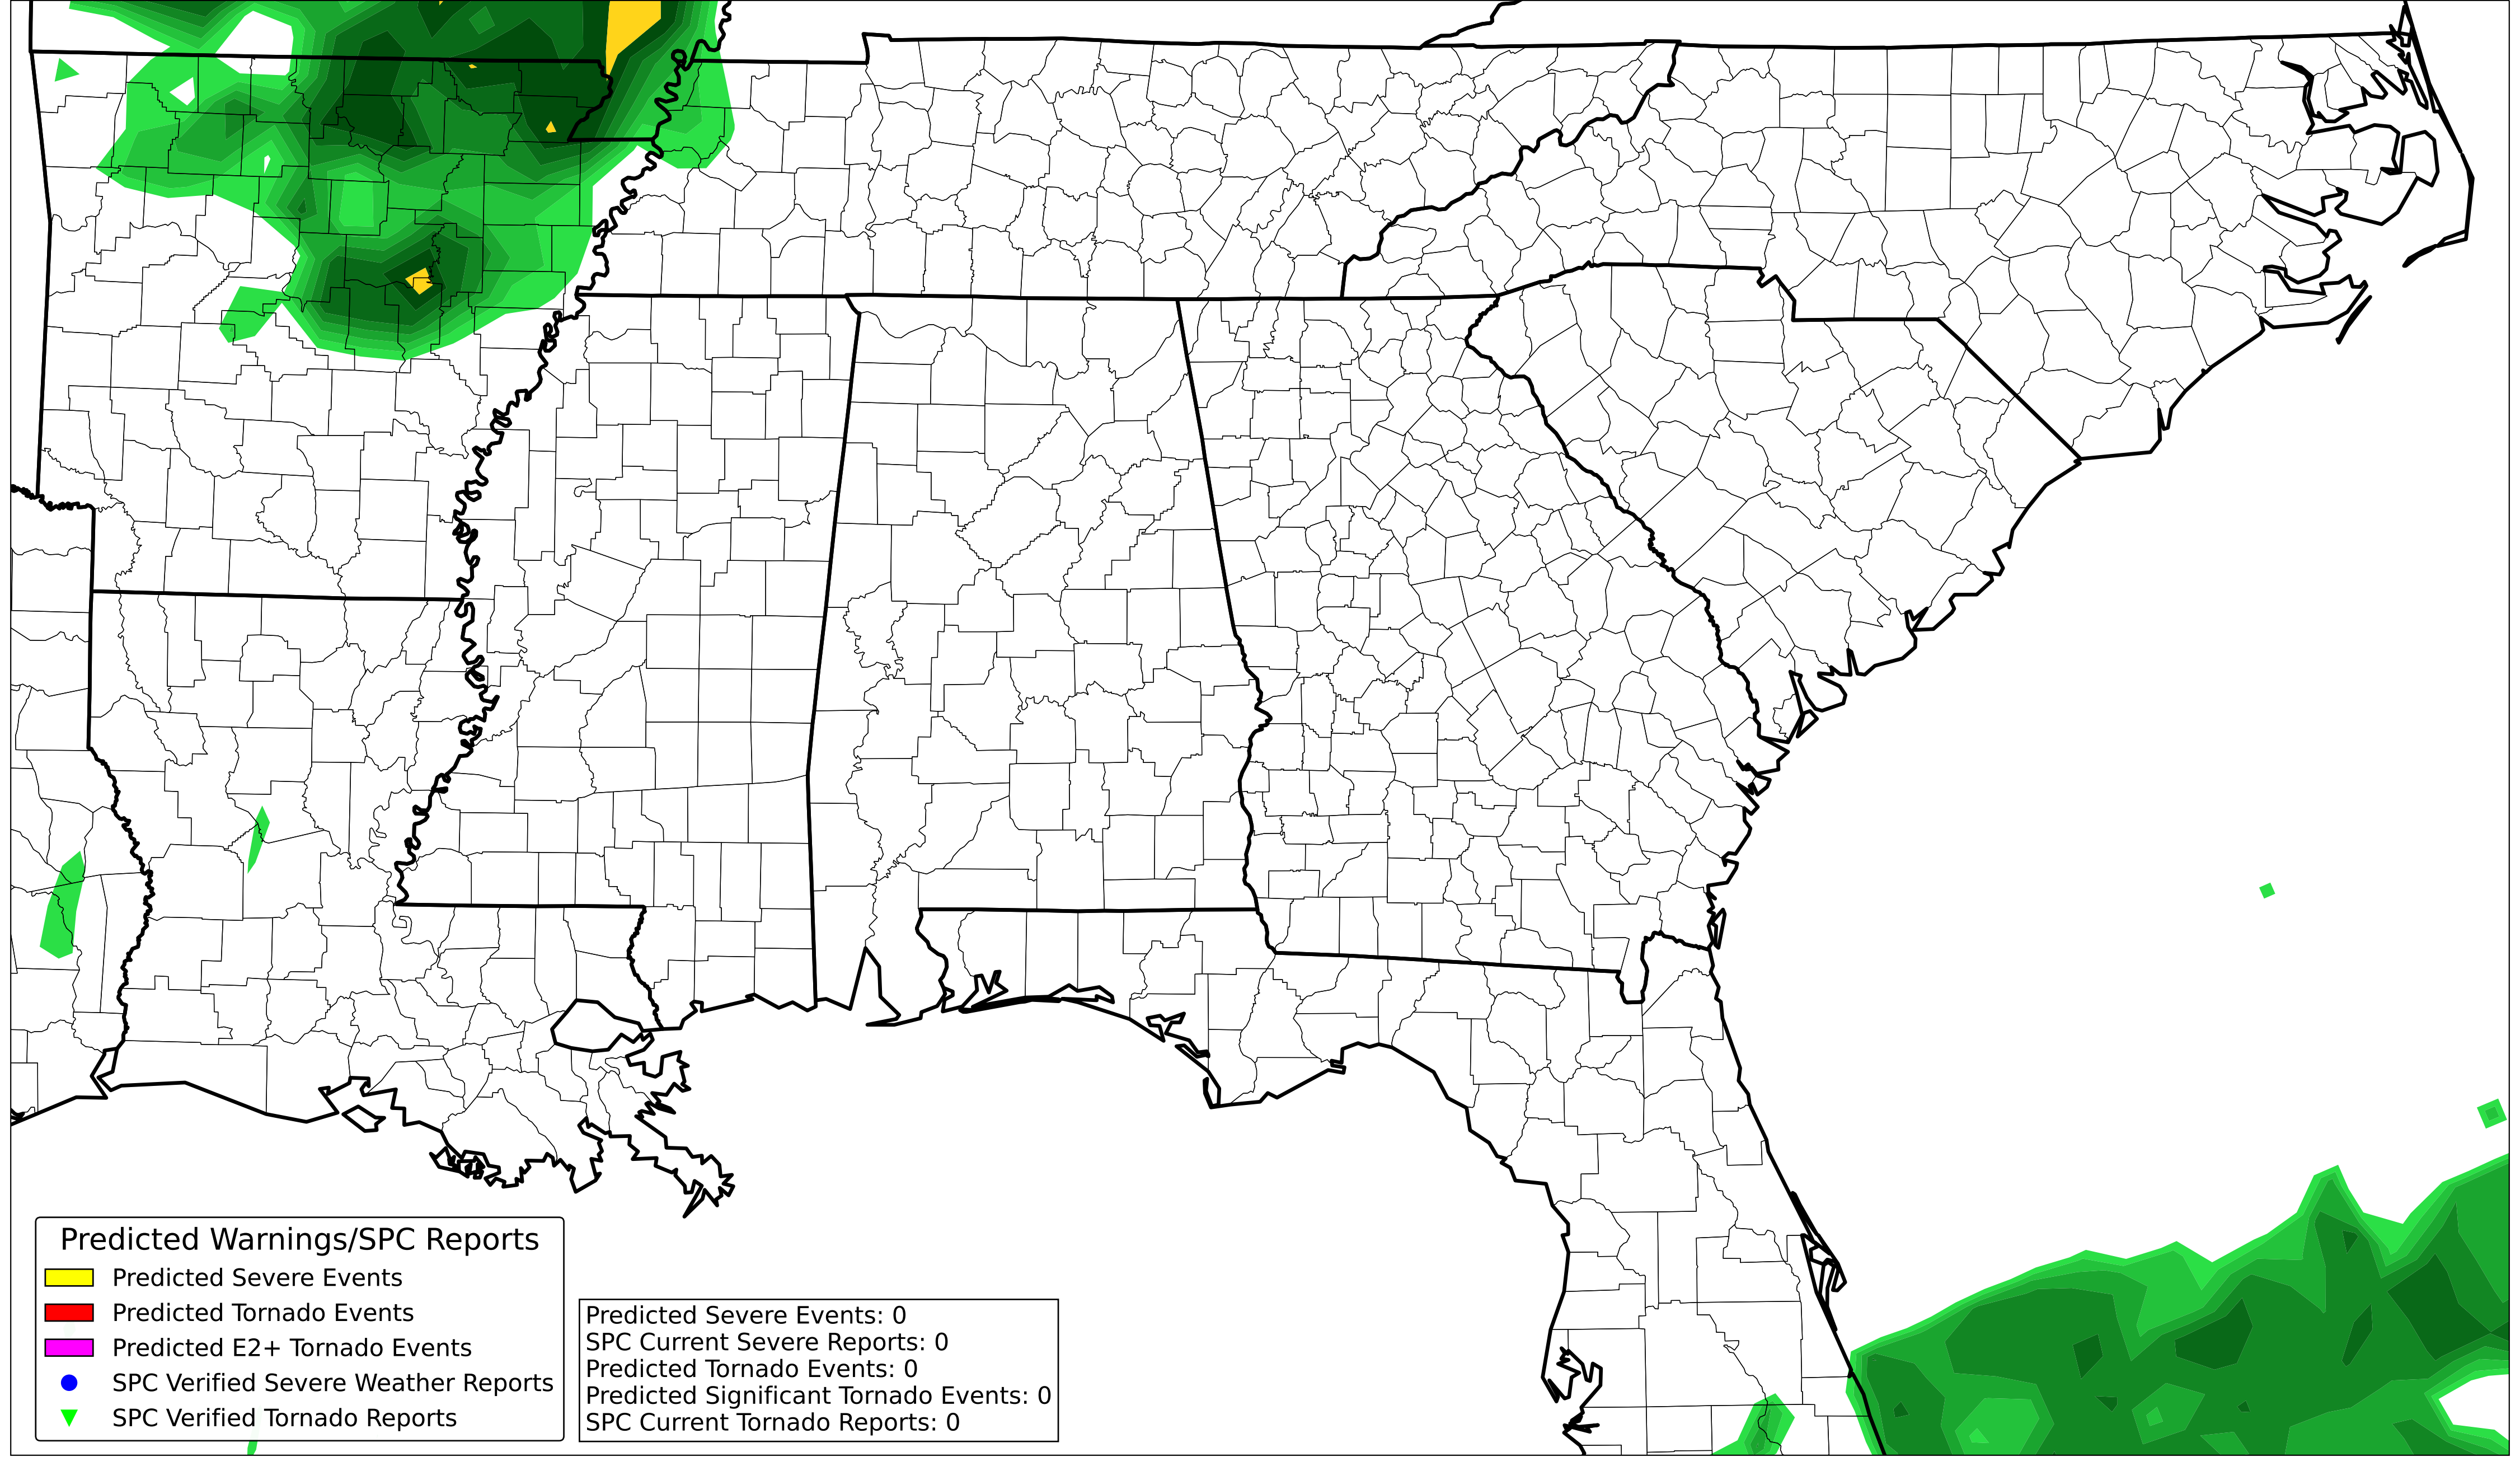 Predicted Warnings/SPC Reports
Predicted Severe Events
Predicted Tornado Events
Predicted E2+ Tornado Events
SPC Verified Severe Weather Reports
SPC Verified Tornado Reports
Predicted Severe Events: 0
SPC Current Severe Reports: 0
Predicted Tornado Events: 0
Predicted Significant Tornado Events: 0
SPC Current Tornado Reports: 0